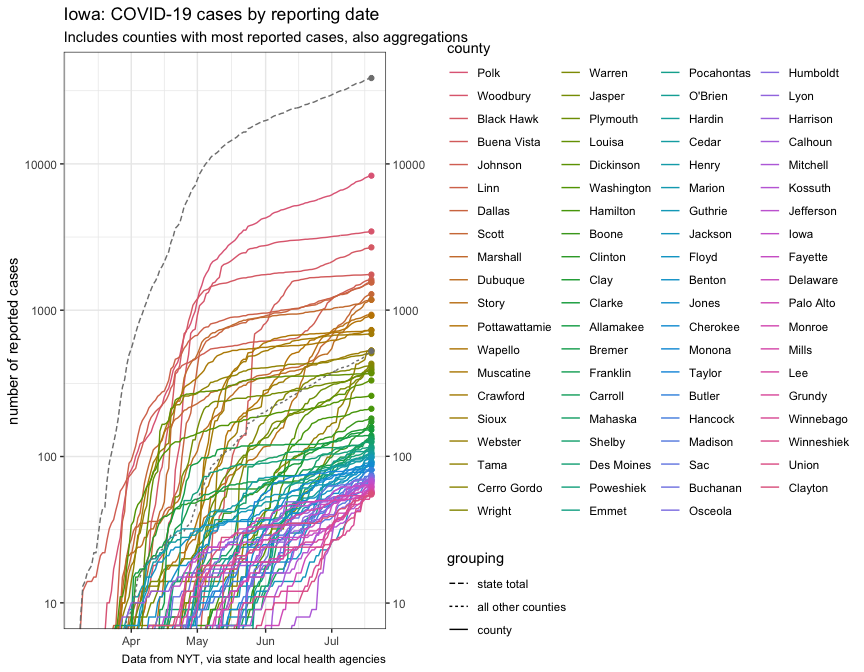 Iowa: COVID-19 cases by reporting date
Includes counties with most reported cases, also aggregations
number of reported cases
10000
1000
100
10
10000
1000
100
10
Apr May Jun Jul
Data from NYT, via state and local health agencies
county
Polk
Woodbury
Black Hawk
Buena Vista
Johnson
Linn
Dallas
Scott
Marshall
Dubuque
Story
Pottawattamie
Wapello
Muscatine
Crawford
Sioux
Webster
Tama
Cerro Gordo
Wright
Warren
Jasper
Plymouth
Louisa
Dickinson
Washington
Hamilton
Boone
Clinton
Clay
Clarke
Allamakee
Bremer
Franklin
Carroll
Mahaska
Shelby
Des Moines
Poweshiek
Emmet
Pocahontas
O'Brien
Hardin
Cedar
Henry
Marion
Guthrie
Jackson
Floyd
Benton
Jones
Cherokee
Monona
Taylor
Butler
Hancock
Madison
Sac
Buchanan
Osceola
Humboldt
Lyon
Harrison
Calhoun
Mitchell
Kossuth
Jefferson
Iowa
Fayette
Delaware
Palo Alto
Monroe
Mills
Lee
Grundy
Winnebago
Winneshiek
Union
Clayton
grouping
state total
all other counties
county